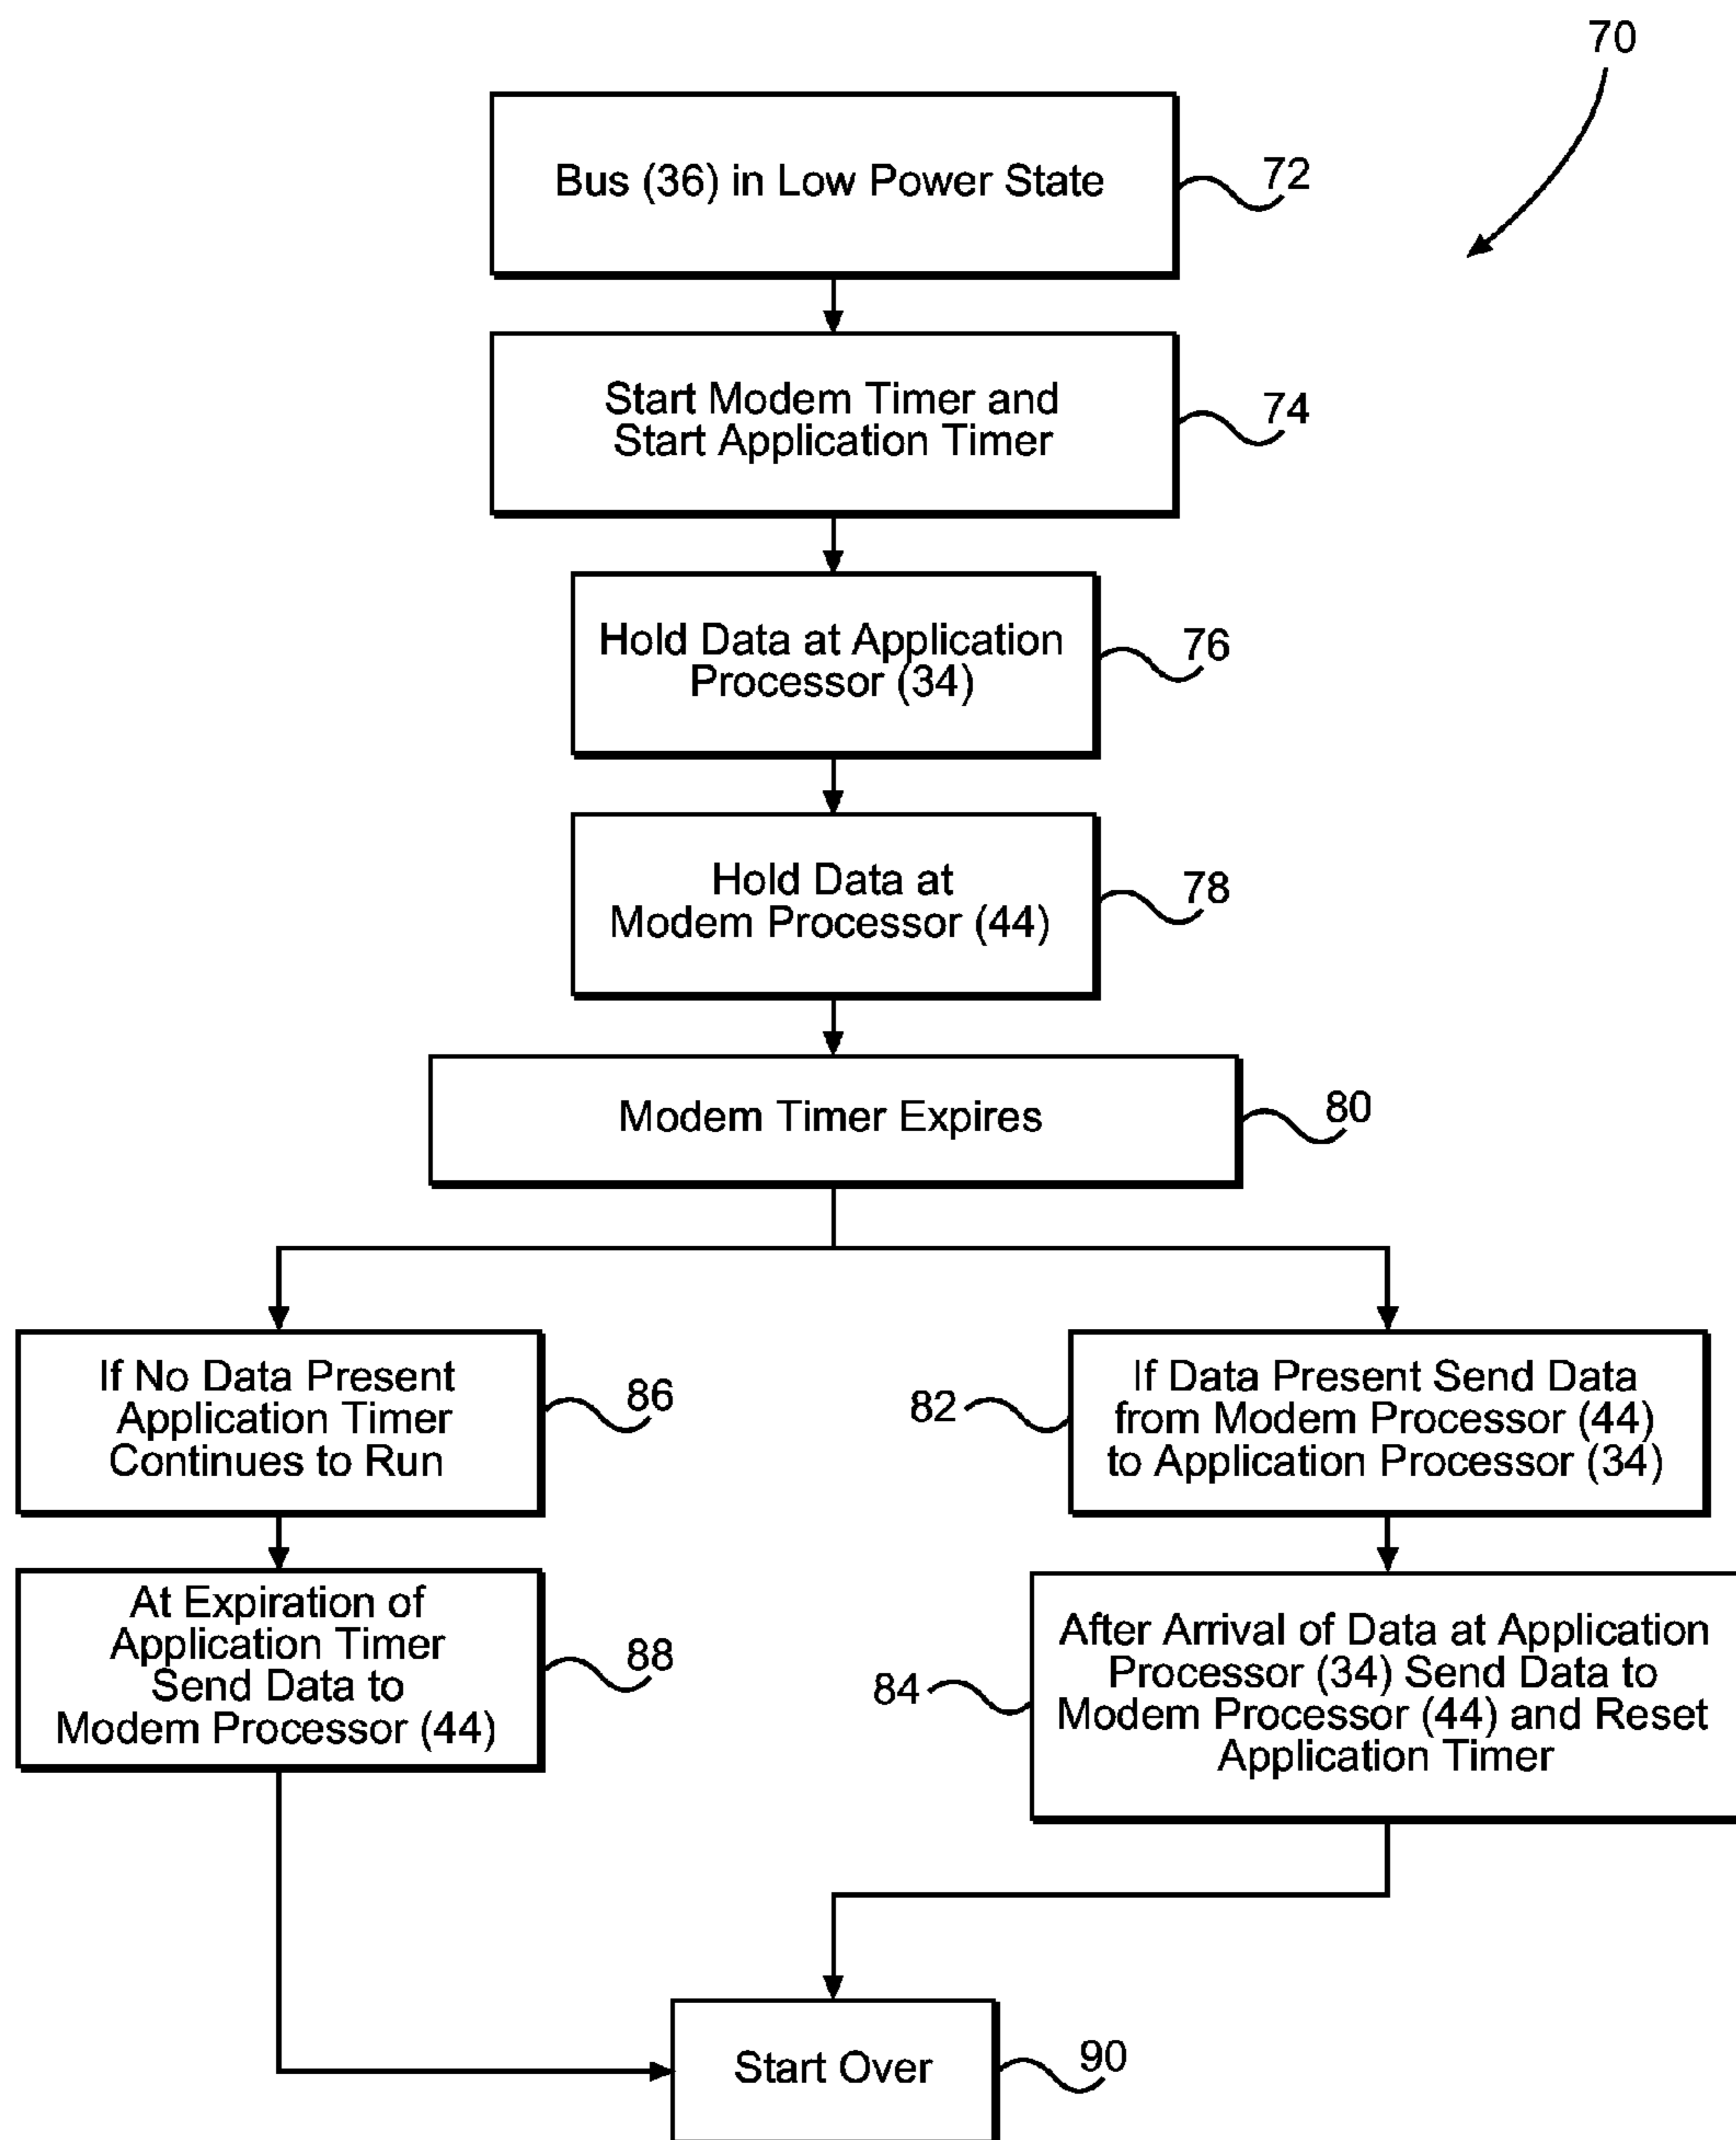 70
Bus (36) in Low Power State
72
Start Modem Timer and
Start Application Timer
74
Hold Data at Application
Processor (34)
76
Hold Data at
Modem Processor (44)
78
Modem Timer Expires
80
If No Data Present
Application Timer
Continues to Run
86
82
If Data Present Send Data
from Modem Processor (44)
to Application Processor (34)
At Expiration of
Application Timer
Send Data to
Modem Processor (44)
88
84
After Arrival of Data at Application
Processor (34) Send Data to
Modem Processor (44) and Reset
Application Timer
Start Over
90